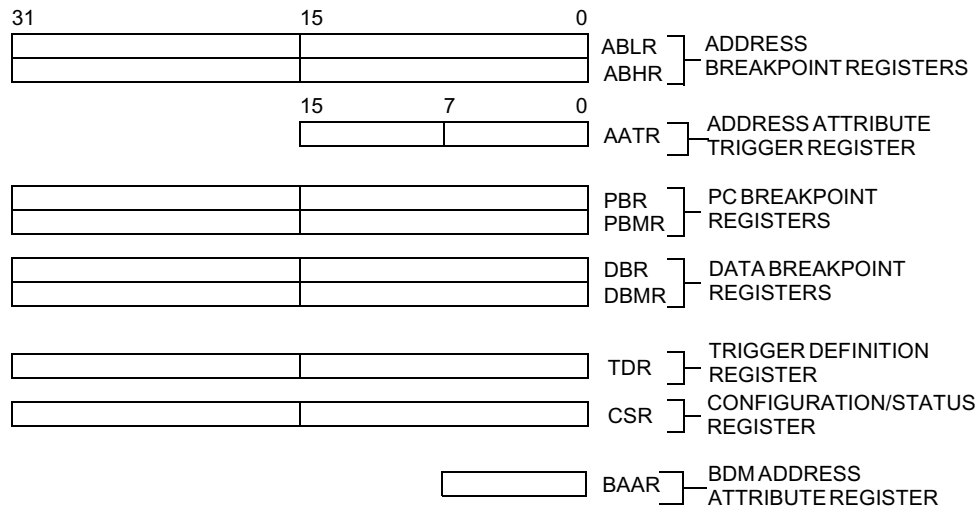 31 15 0
ABLR ADDRESS
ABHR BREAKPOINT REGISTERS
15 7 0
AATR ADDRESS ATTRIBUTE
TRIGGER REGISTER
PBR PC BREAKPOINT
PBMR REGISTERS
DBR DATA BREAKPOINT
DBMR REGISTERS
TDR TRIGGER DEFINITION
REGISTER
CSR CONFIGURATION/STATUS
REGISTER
BAAR BDM ADDRESS
ATTRIBUTE REGISTER